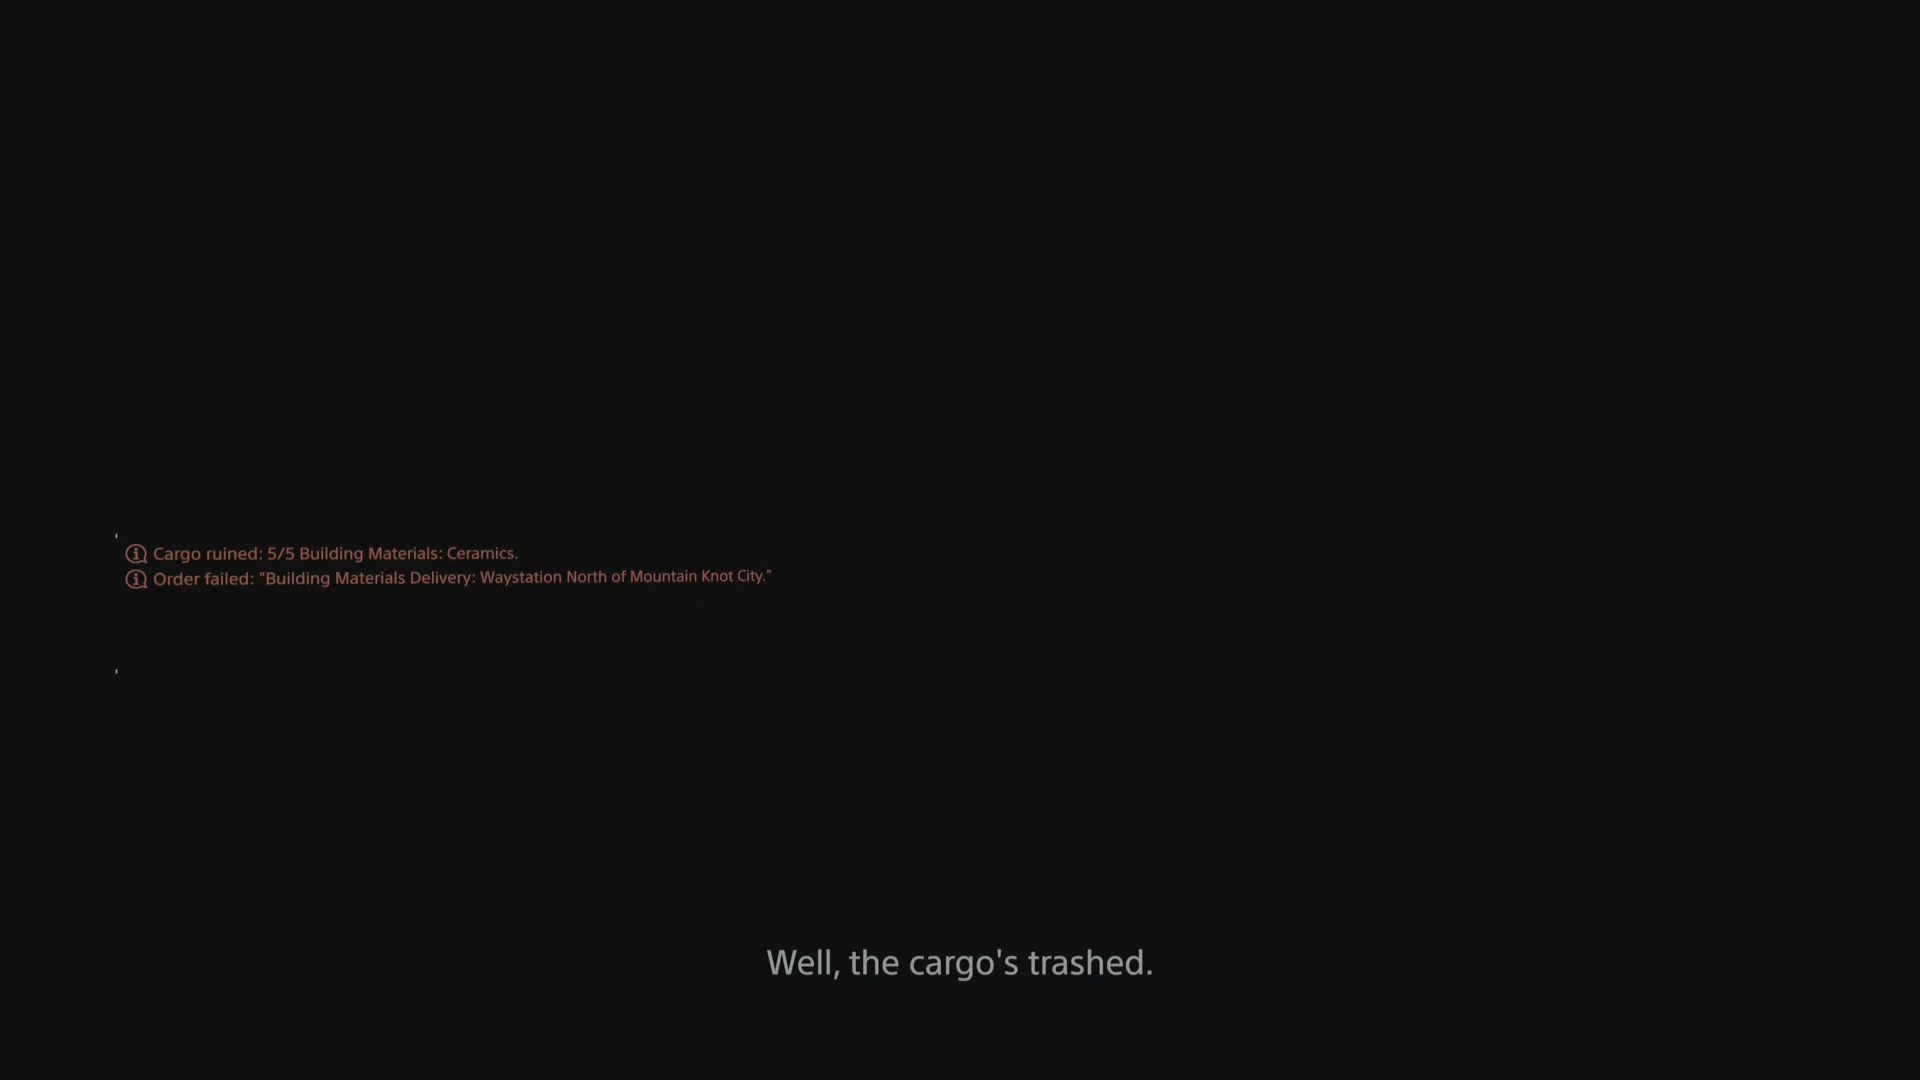 Cargo ruined: 5/5 Building Materials: Ceramics.
Order failed: "Building Materials Delivery: Waystation North of Mountain Knot City."
Well, the cargo's trashed.